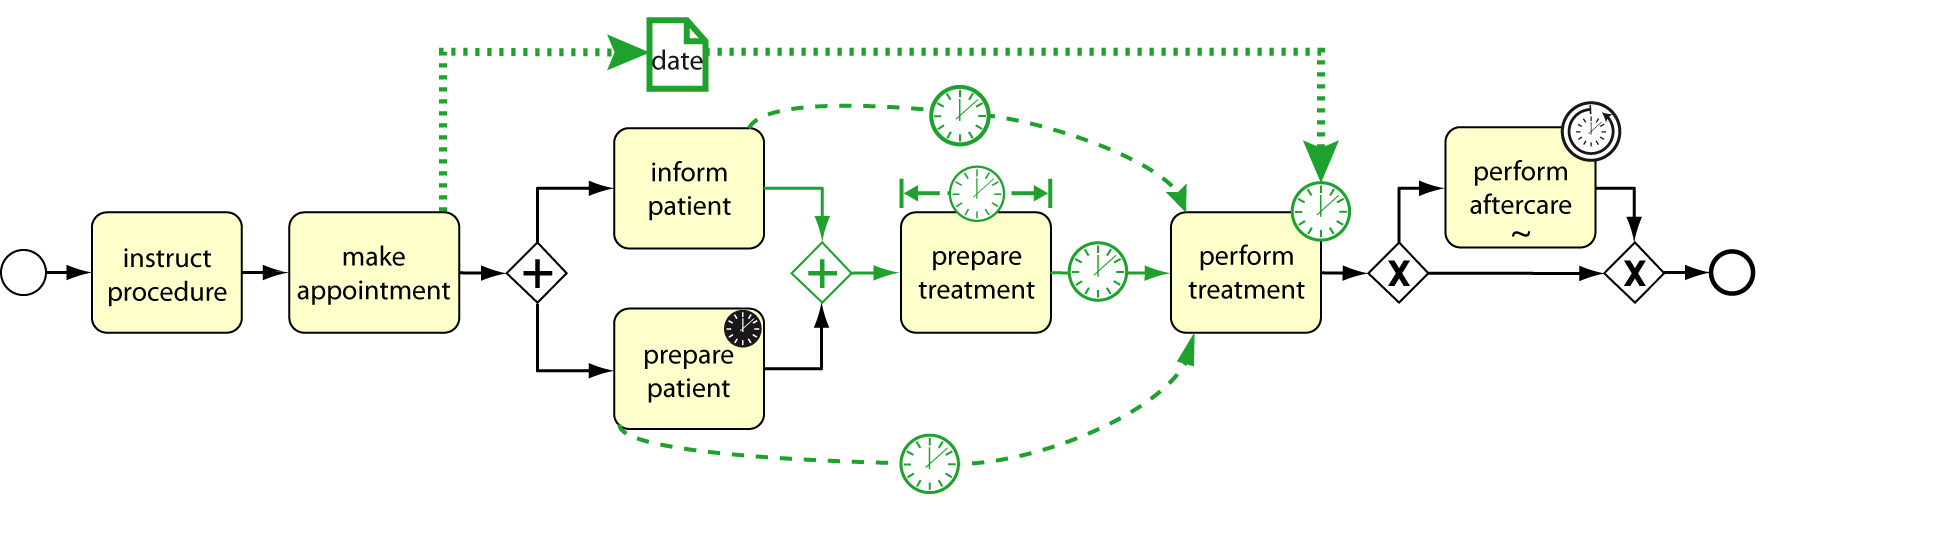 date
instruct
procedure
make
appointment
inform
patient
prepare
patient
prepare
treatment
perform
treatment
X
perform
aftercare
~
X